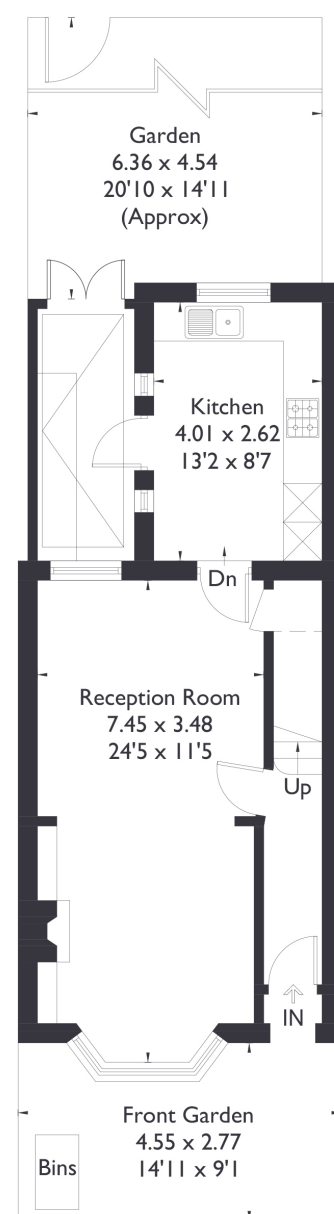 Garden
6.36 x 4.54
20'10 x 14'11
(Approx)
Kitchen
4.01 x 2.62
13'2 x 8'7
Dn
Reception Room
7.45 x 3.48
24'5 x 11'5
Up
IN
Front Garden
4.55 x 2.77
14'11 x 9'1
Bins